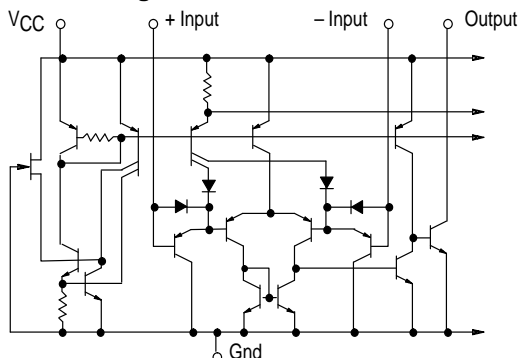 VCC
+ Input
– Input
Output
Gnd